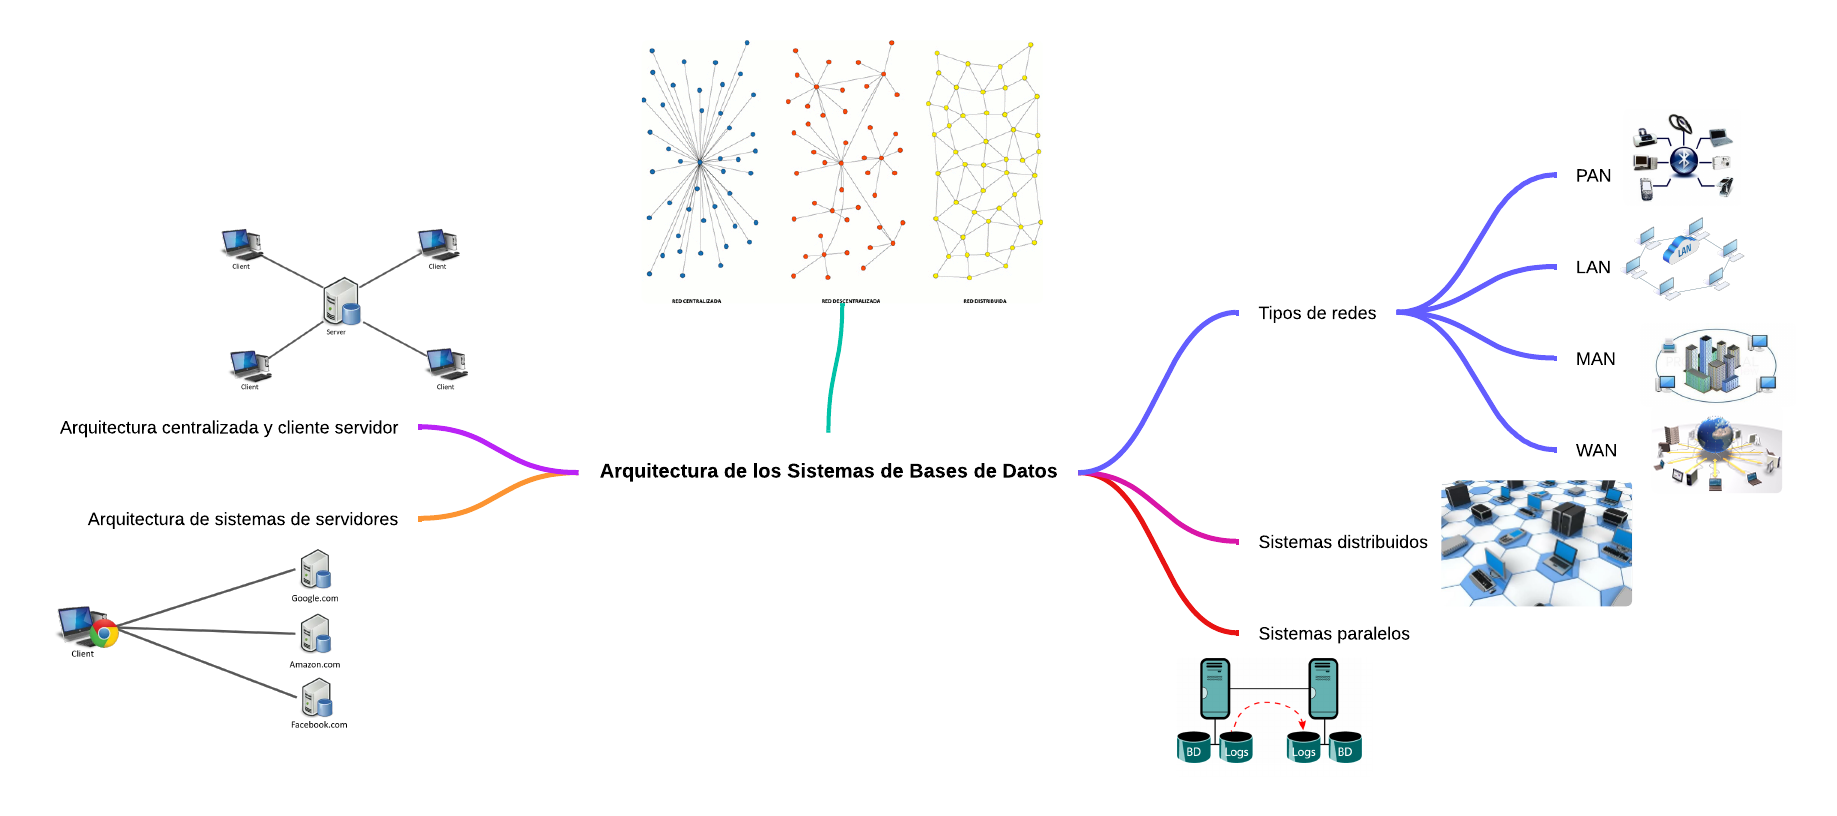 RED CENTRALIZADA
RED DESCENTRALIZADA
RED DISTRIBUIDA
Client
Client
Server
Client
Client
Arquitectura centralizada y cliente servidor
Arquitectura de los Sistemas de Bases de Datos
Arquitectura de sistemas de servidores
Google.com
Client
Amazon.com
Facebook.com
Tipos de redes
PAN
LAN
LAN
MAN
WAN
Sistemas distribuidos
Sistemas paralelos
BD
Logs
Logs
BD